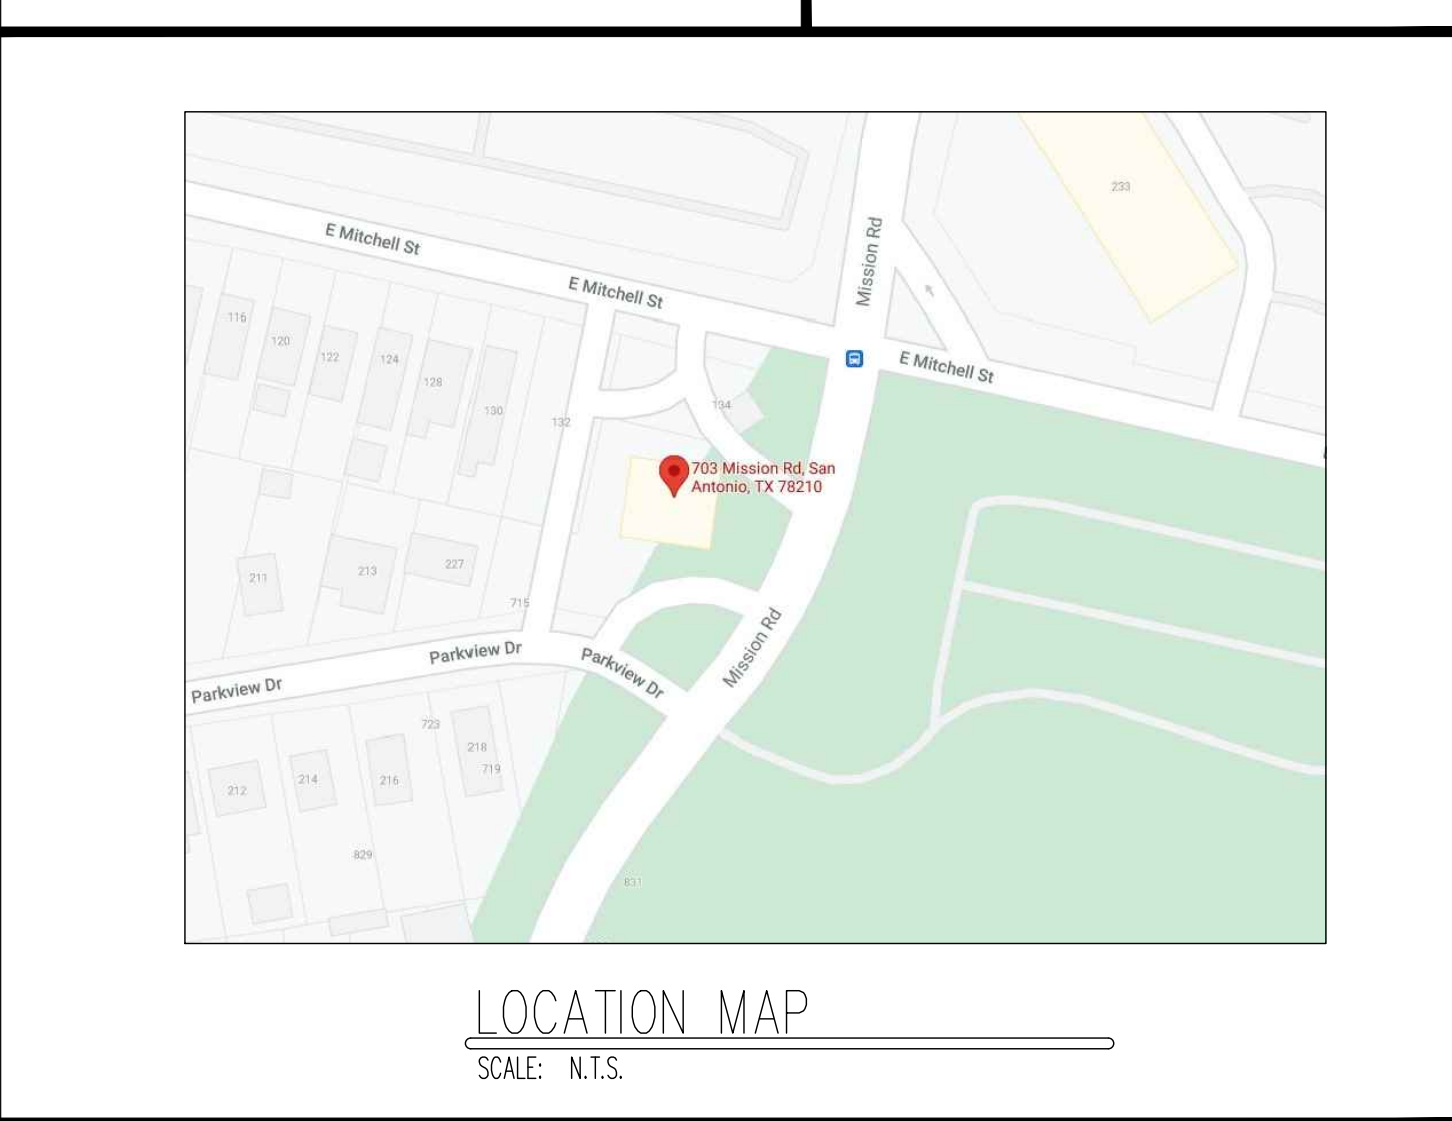 233
E Mitchell St
Mission Rd
E Mitchell St
116
120
122
124
128
130
132
134
E Mitchell St
703 Mission Rd, San
Antonio, TX 78210
211
213
227
715
Parkview Dr
Parkview Dr
Parkview Dr
Mission Rd
723
218
719
212
214
216
829
831
LOCATION MAP
SCALE: N.T.S.